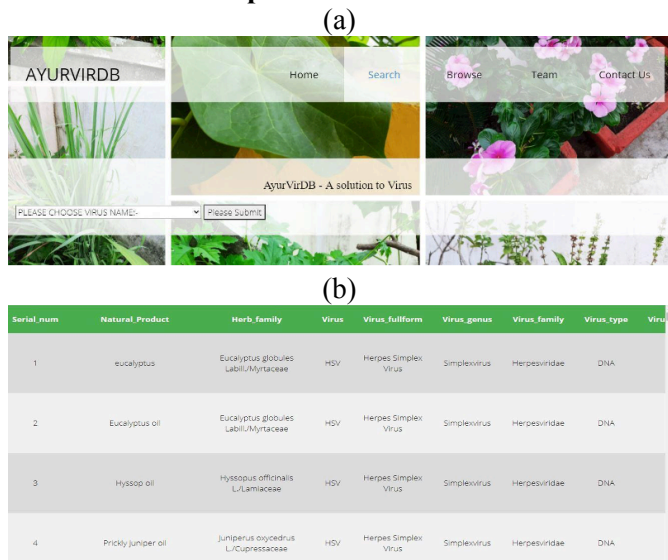 (a)
AYURVIRDB
Home Search Browse Team Contact Us
AyurVirDB - A solution to Virus
PLEASE CHOOSE VIRUS NAME:- Please Submit
(b)
Serial_num Natural_Product Herb_family Virus Virus_fullform Virus_genus Virus_family Virus_type Viru
1 eucalyptus Eucalyptus globules Labill./Myrtaceae HSV Herpes Simplex Virus Simplexvirus Herpesviridae DNA
2 Eucalyptus oil Eucalyptus globules Labill./Myrtaceae HSV Herpes Simplex Virus Simplexvirus Herpesviridae DNA
3 Hyssop oil Hyssopus officinalis L./Lamiaceae HSV Herpes Simplex Virus Simplexvirus Herpesviridae DNA
4 Prickly juniper oil Juniperus oxycedrus L./Cupressaceae HSV Herpes Simplex Virus Simplexvirus Herpesviridae DNA